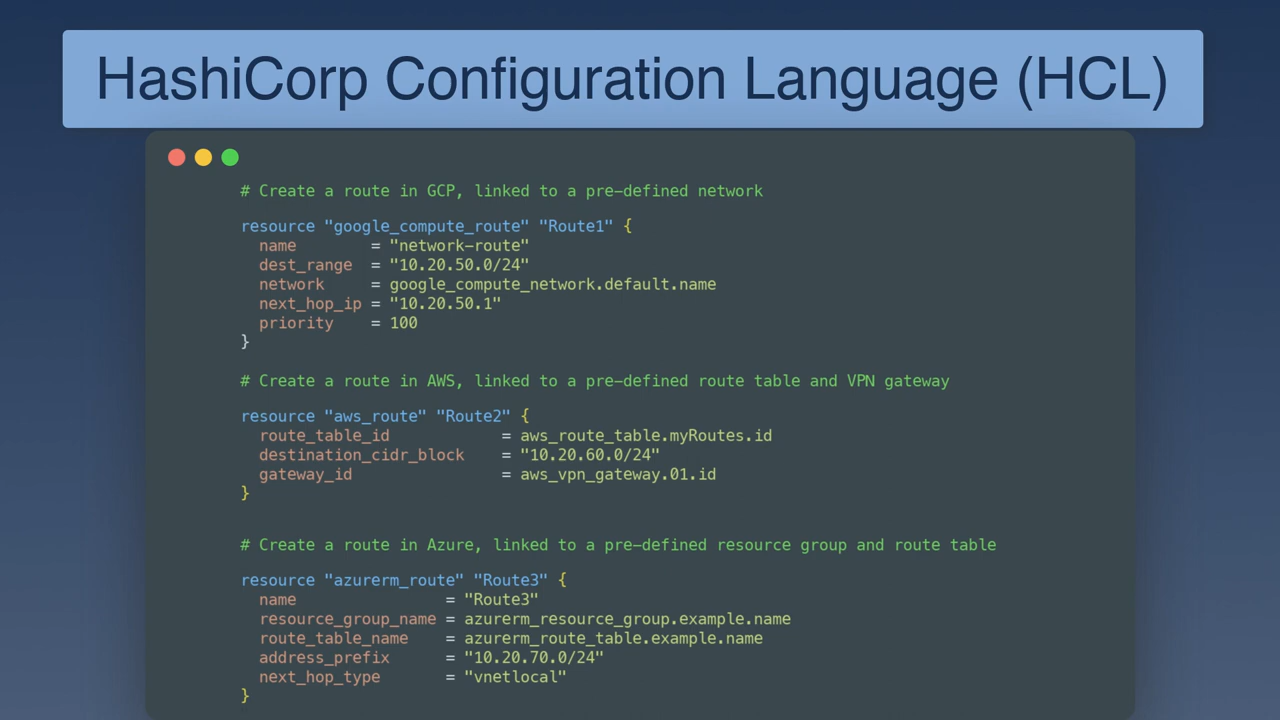 HashiCorp Configuration Language (HCL)
# Create a route in GCP, linked to a pre-defined network
resource "google_compute_route" "Route1" {
  name        = "network-route"
  dest_range  = "10.20.50.0/24"
  network     = google_compute_network.default.name
  next_hop_ip = "10.20.50.1"
  priority    = 100
}
# Create a route in AWS, linked to a pre-defined route table and VPN gateway
resource "aws_route" "Route2" {
  route_table_id            = aws_route_table.myRoutes.id
  destination_cidr_block    = "10.20.60.0/24"
  gateway_id                = aws_vpn_gateway.01.id
}
# Create a route in Azure, linked to a pre-defined resource group and route table
resource "azurerm_route" "Route3" {
  name                = "Route3"
  resource_group_name = azurerm_resource_group.example.name
  route_table_name    = azurerm_route_table.example.name
  address_prefix      = "10.20.70.0/24"
  next_hop_type       = "vnetlocal"
}